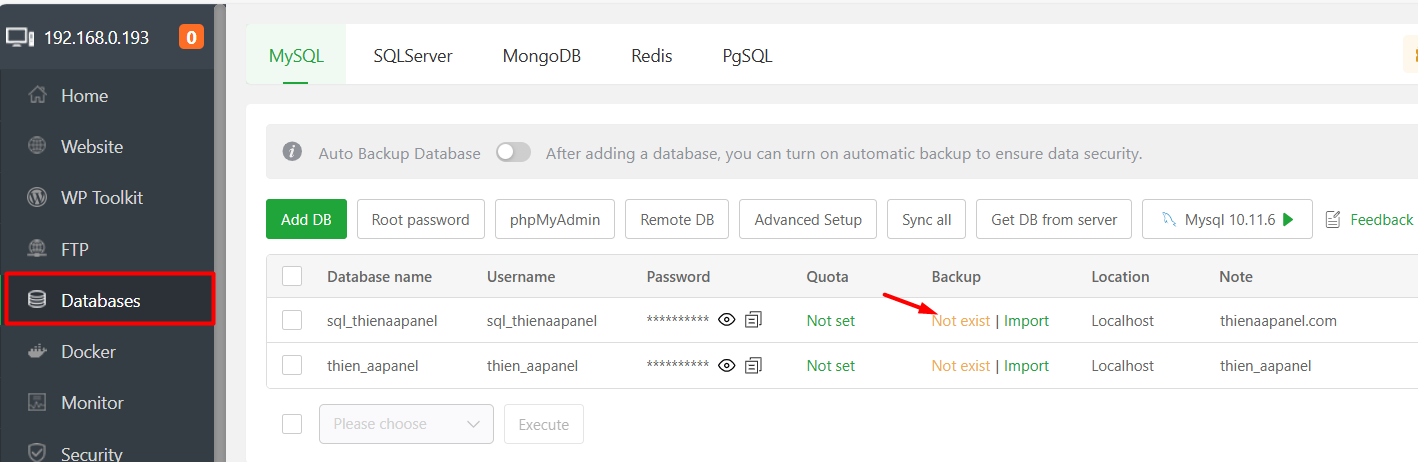 192.168.0.193 0
Home
Website
WP Toolkit
FTP
Databases
Docker
Monitor
Security
MySQL SQLServer MongoDB Redis PgSQL
Auto Backup Database After adding a database, you can turn on automatic backup to ensure data security.
Add DB Root password phpMyAdmin Remote DB Advanced Setup Sync all Get DB from server Mysql 10.11.6 Feedback
Database name Username Password Quota Backup Location Note
sql_thienaapanel sql_thienaapanel ********** Not set Not exist | Import Localhost thienaapanel.com
thien_aapanel thien_aapanel ********** Not set Not exist | Import Localhost thien_aapanel
Please choose Execute